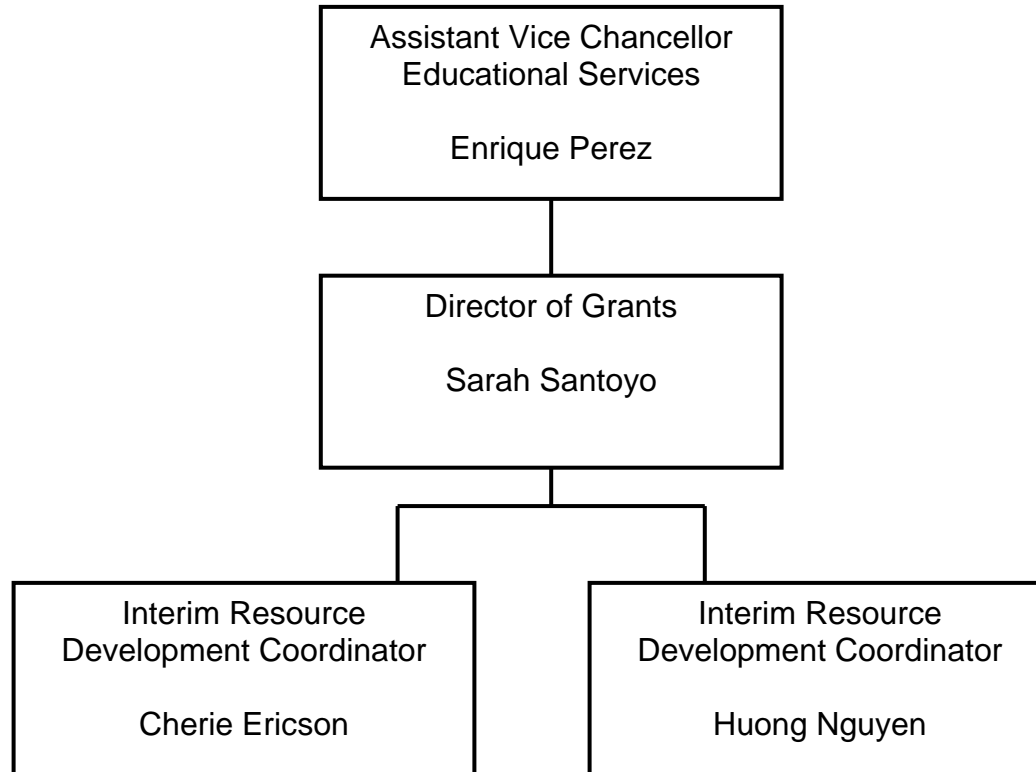 Assistant Vice Chancellor
Educational Services
Enrique Perez
Director of Grants
Sarah Santoyo
Interim Resource
Development Coordinator
Cherie Ericson
Interim Resource
Development Coordinator
Huong Nguyen